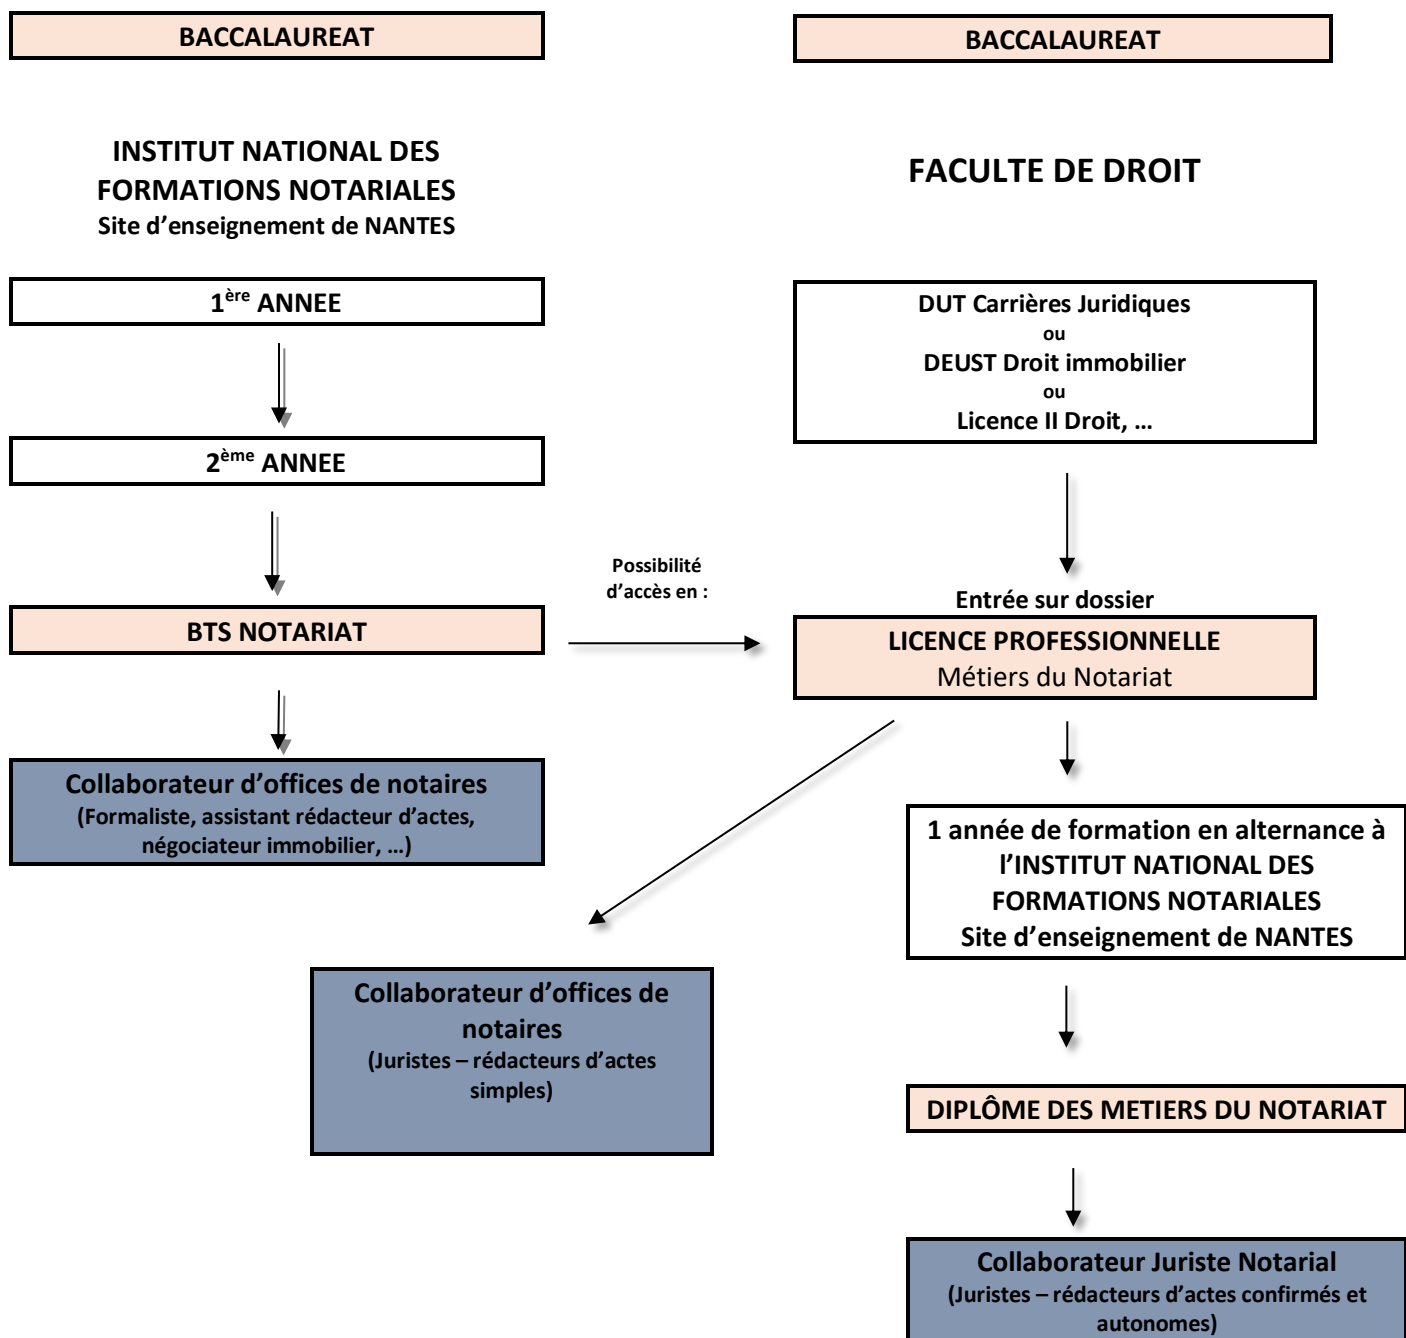 BACCALAUREAT
BACCALAUREAT
INSTITUT NATIONAL DES
FORMATIONS NOTARIALES
Site d’enseignement de NANTES
FACULTE DE DROIT
1ère ANNEE
DUT Carrières Juridiques
ou
DEUST Droit immobilier
ou
Licence II Droit, …
2ème ANNEE
Possibilité
d’accès en :
Entrée sur dossier
BTS NOTARIAT
LICENCE PROFESSIONNELLE
Métiers du Notariat
Collaborateur d’offices de notaires
(Formaliste, assistant rédacteur d’actes,
négociateur immobilier, …)
1 année de formation en alternance à
l’INSTITUT NATIONAL DES
FORMATIONS NOTARIALES
Site d’enseignement de NANTES
Collaborateur d’offices de
notaires
(Juristes – rédacteurs d’actes
simples)
DIPLÔME DES METIERS DU NOTARIAT
Collaborateur Juriste Notarial
(Juristes – rédacteurs d’actes confirmés et
autonomes)